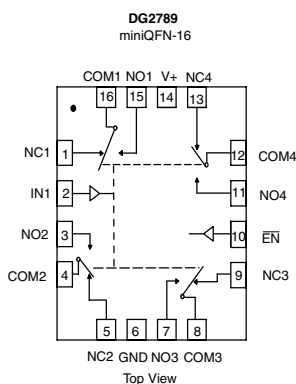 DG2789
miniQFN-16
COM1 NO1 V+ NC4
16 15 14 13
NC1 1
12 COM4
IN1 2
11 NO4
NO2 3
10 EN
COM2 4
9 NC3
5 6 7 8
NC2 GND NO3 COM3
Top View